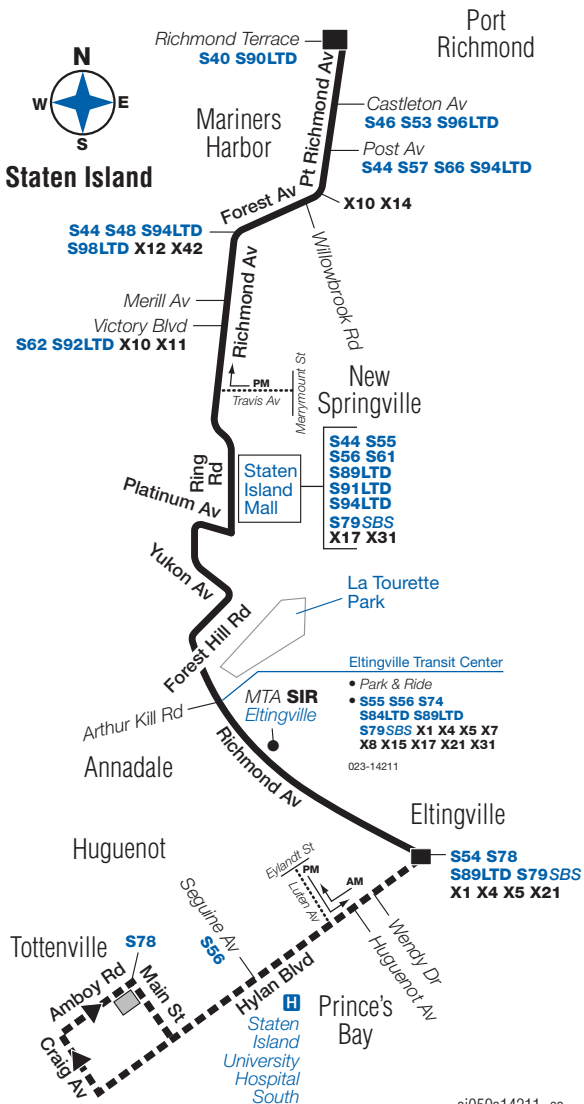 Port
Richmond
Richmond Terrace
S40 S90LTD
N
W E
S
Staten Island
Mariners
Harbor
Pt Richmond Av
Castleton Av
S46 S53 S96LTD
Post Av
S44 S57 S66 S94LTD
X10 X14
Forest Av
Willowbrook Rd
S44 S48 S94LTD
S98LTD X12 X42
Richmond Av
Merill Av
Victory Blvd
S62 S92LTD X10 X11
PM
Travis Av
Merrymount St
New
Springville
S44 S55
S56 S61
S89LTD
S91LTD
S94LTD
S79SBS
X17 X31
Ring
Rd
Staten
Island
Mall
Platinum Av
Yukon Av
Forest Hill Rd
La Tourette
Park
Eltingville Transit Center
• Park & Ride
• S55 S56 S74
S84LTD S89LTD
S79SBS X1 X4 X5 X7
X8 X15 X17 X21 X31
023-14211
Arthur Kill Rd
MTA SIR
Eltingville
Richmond Av
Annadale
Eltingville
S54 S78
S89LTD S79SBS
X1 X4 X5 X21
Huguenot
Eylandt St
PM
AM
Luten Av
Wendy Dr
Huguenot Av
Seguine Av
S56
Hylan Blvd
Tottenville
S78
Amboy Rd
Main St
Craig Av
H
Staten
Island
University
Hospital
South
Prince's
Bay